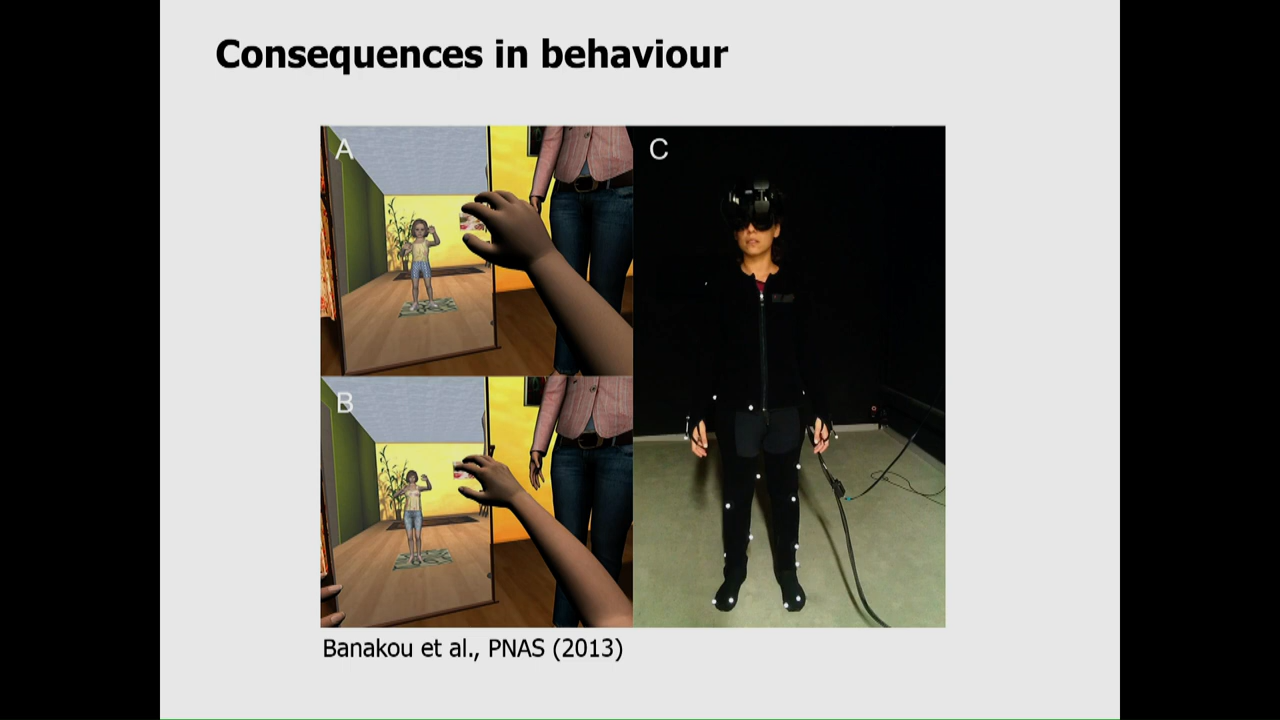 Consequences in behaviour
A
C
B
Banakou et al., PNAS (2013)